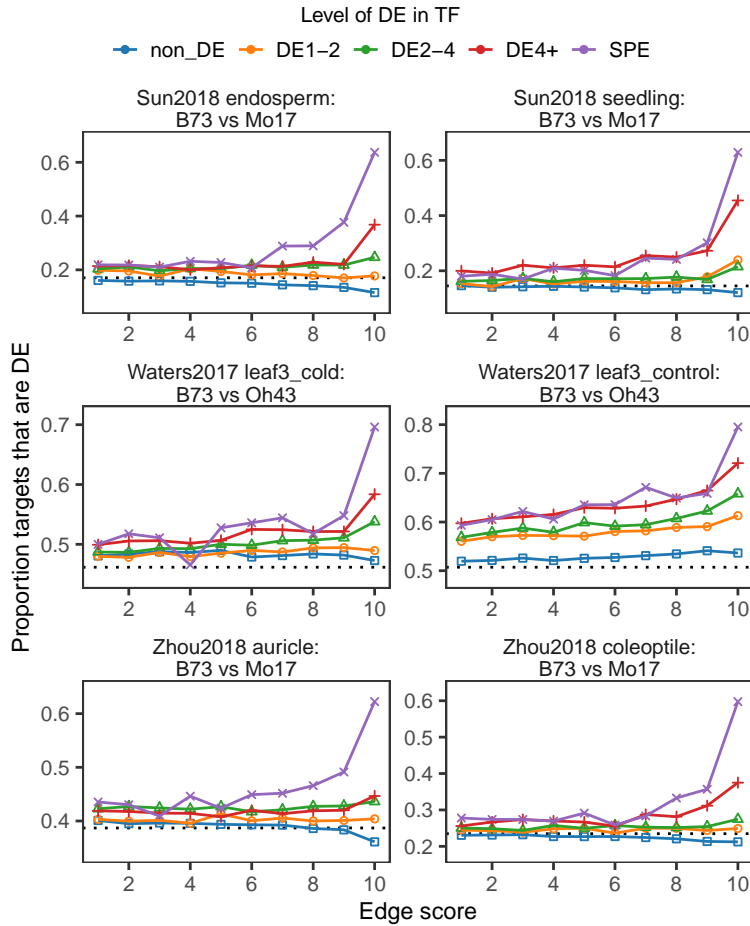 Level of DE in TF
non_DE DE1−2 DE2−4 DE4+ SPE
Sun2018 endosperm:
B73 vs Mo17
Sun2018 seedling:
B73 vs Mo17
0.6
0.4
0.2
2 4 6 8 10
0.6
0.4
0.2
2 4 6 8 10
Waters2017 leaf3_cold:
B73 vs Oh43
Waters2017 leaf3_control:
B73 vs Oh43
0.7
0.6
0.5
2 4 6 8 10
0.8
0.7
0.6
0.5
2 4 6 8 10
Zhou2018 auricle:
B73 vs Mo17
Zhou2018 coleoptile:
B73 vs Mo17
0.6
0.5
0.4
2 4 6 8 10
0.6
0.5
0.4
0.3
0.2
2 4 6 8 10
Proportion targets that are DE
Edge score